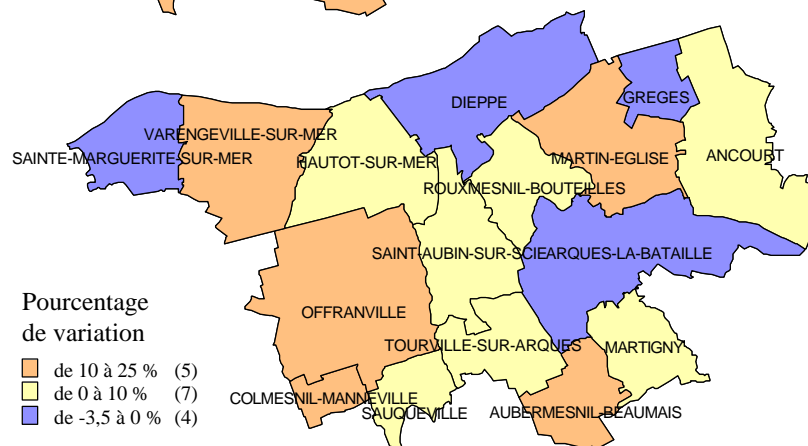 DIEPPE
GREGES
VARENGEVILLE-SUR-MER
SAINTE-MARGUERITE-SUR-MER
HAUTOT-SUR-MER
MARTIN-EGLISE
ANCOURT
ROUXMESNIL-BOUTEILLES
SAINT-AUBIN-SUR-SCIE
ARQUES-LA-BATAILLE
OFFRANVILLE
TOURVILLE-SUR-ARQUES
MARTIGNY
COLMESNIL-MANNEVILLE
SAUQUEVILLE
AUBERMESNIL-BEAUMAIS
Pourcentage
de variation
de 10 à 25 % (5)
de 0 à 10 % (7)
de -3,5 à 0 % (4)